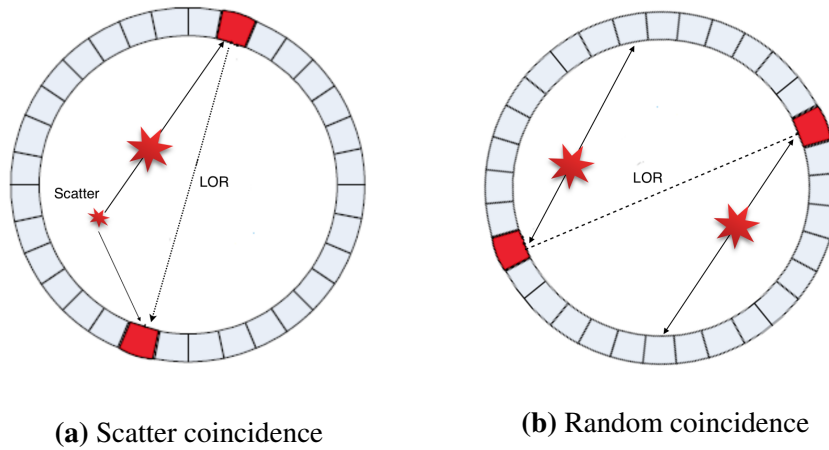 Scatter
LOR
(a) Scatter coincidence
LOR
(b) Random coincidence